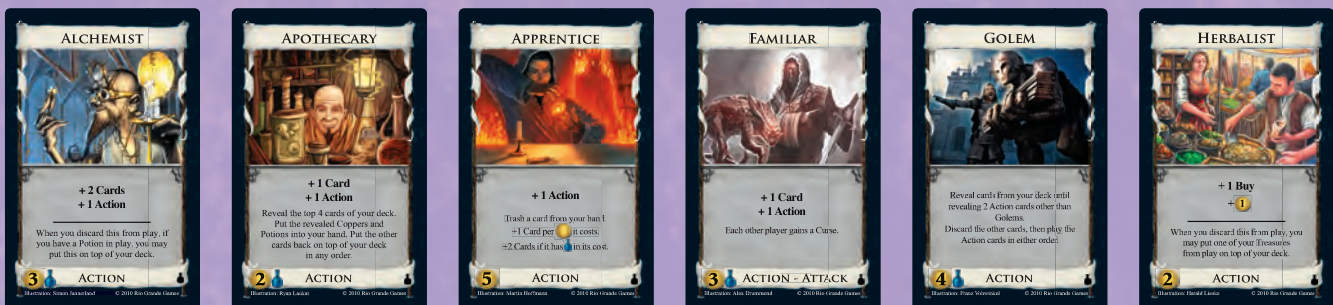 ALCHEMIST
+ 2 Cards
+ 1 Action
When you discard this from play, if
you have a Potion in play, you may
put this on top of your deck.
3
ACTION
Illustration: Simon Jannerland © 2010 Rio Grande Games
APOTHECARY
+ 1 Card
+ 1 Action
Reveal the top 4 cards of your deck.
Put the revealed Coppers and
Potions into your hand. Put the other
cards back on top of your deck
in any order.
2
ACTION
Illustration: Ryan Laukat © 2010 Rio Grande Games
APPRENTICE
+ 1 Action
Trash a card from your hand.
+1 Card per it costs.
+2 Cards if it has in its cost.
5
ACTION
Illustration: Martin Hoffmann © 2010 Rio Grande Games
FAMILIAR
+ 1 Card
+ 1 Action
Each other player gains a Curse.
3
ACTION - ATTACK
Illustration: Alex Drummond © 2010 Rio Grande Games
GOLEM
Reveal cards from your deck until
revealing 2 Action cards other than
Golems.
Discard the other cards, then play the
Action cards in either order.
4
ACTION
Illustration: Franz Vohwinkel © 2010 Rio Grande Games
HERBALIST
+ 1 Buy
+ 1
When you discard this from play, you
may put one of your Treasures
from play on top of your deck.
2
ACTION
Illustration: Harald Lieske © 2010 Rio Grande Games